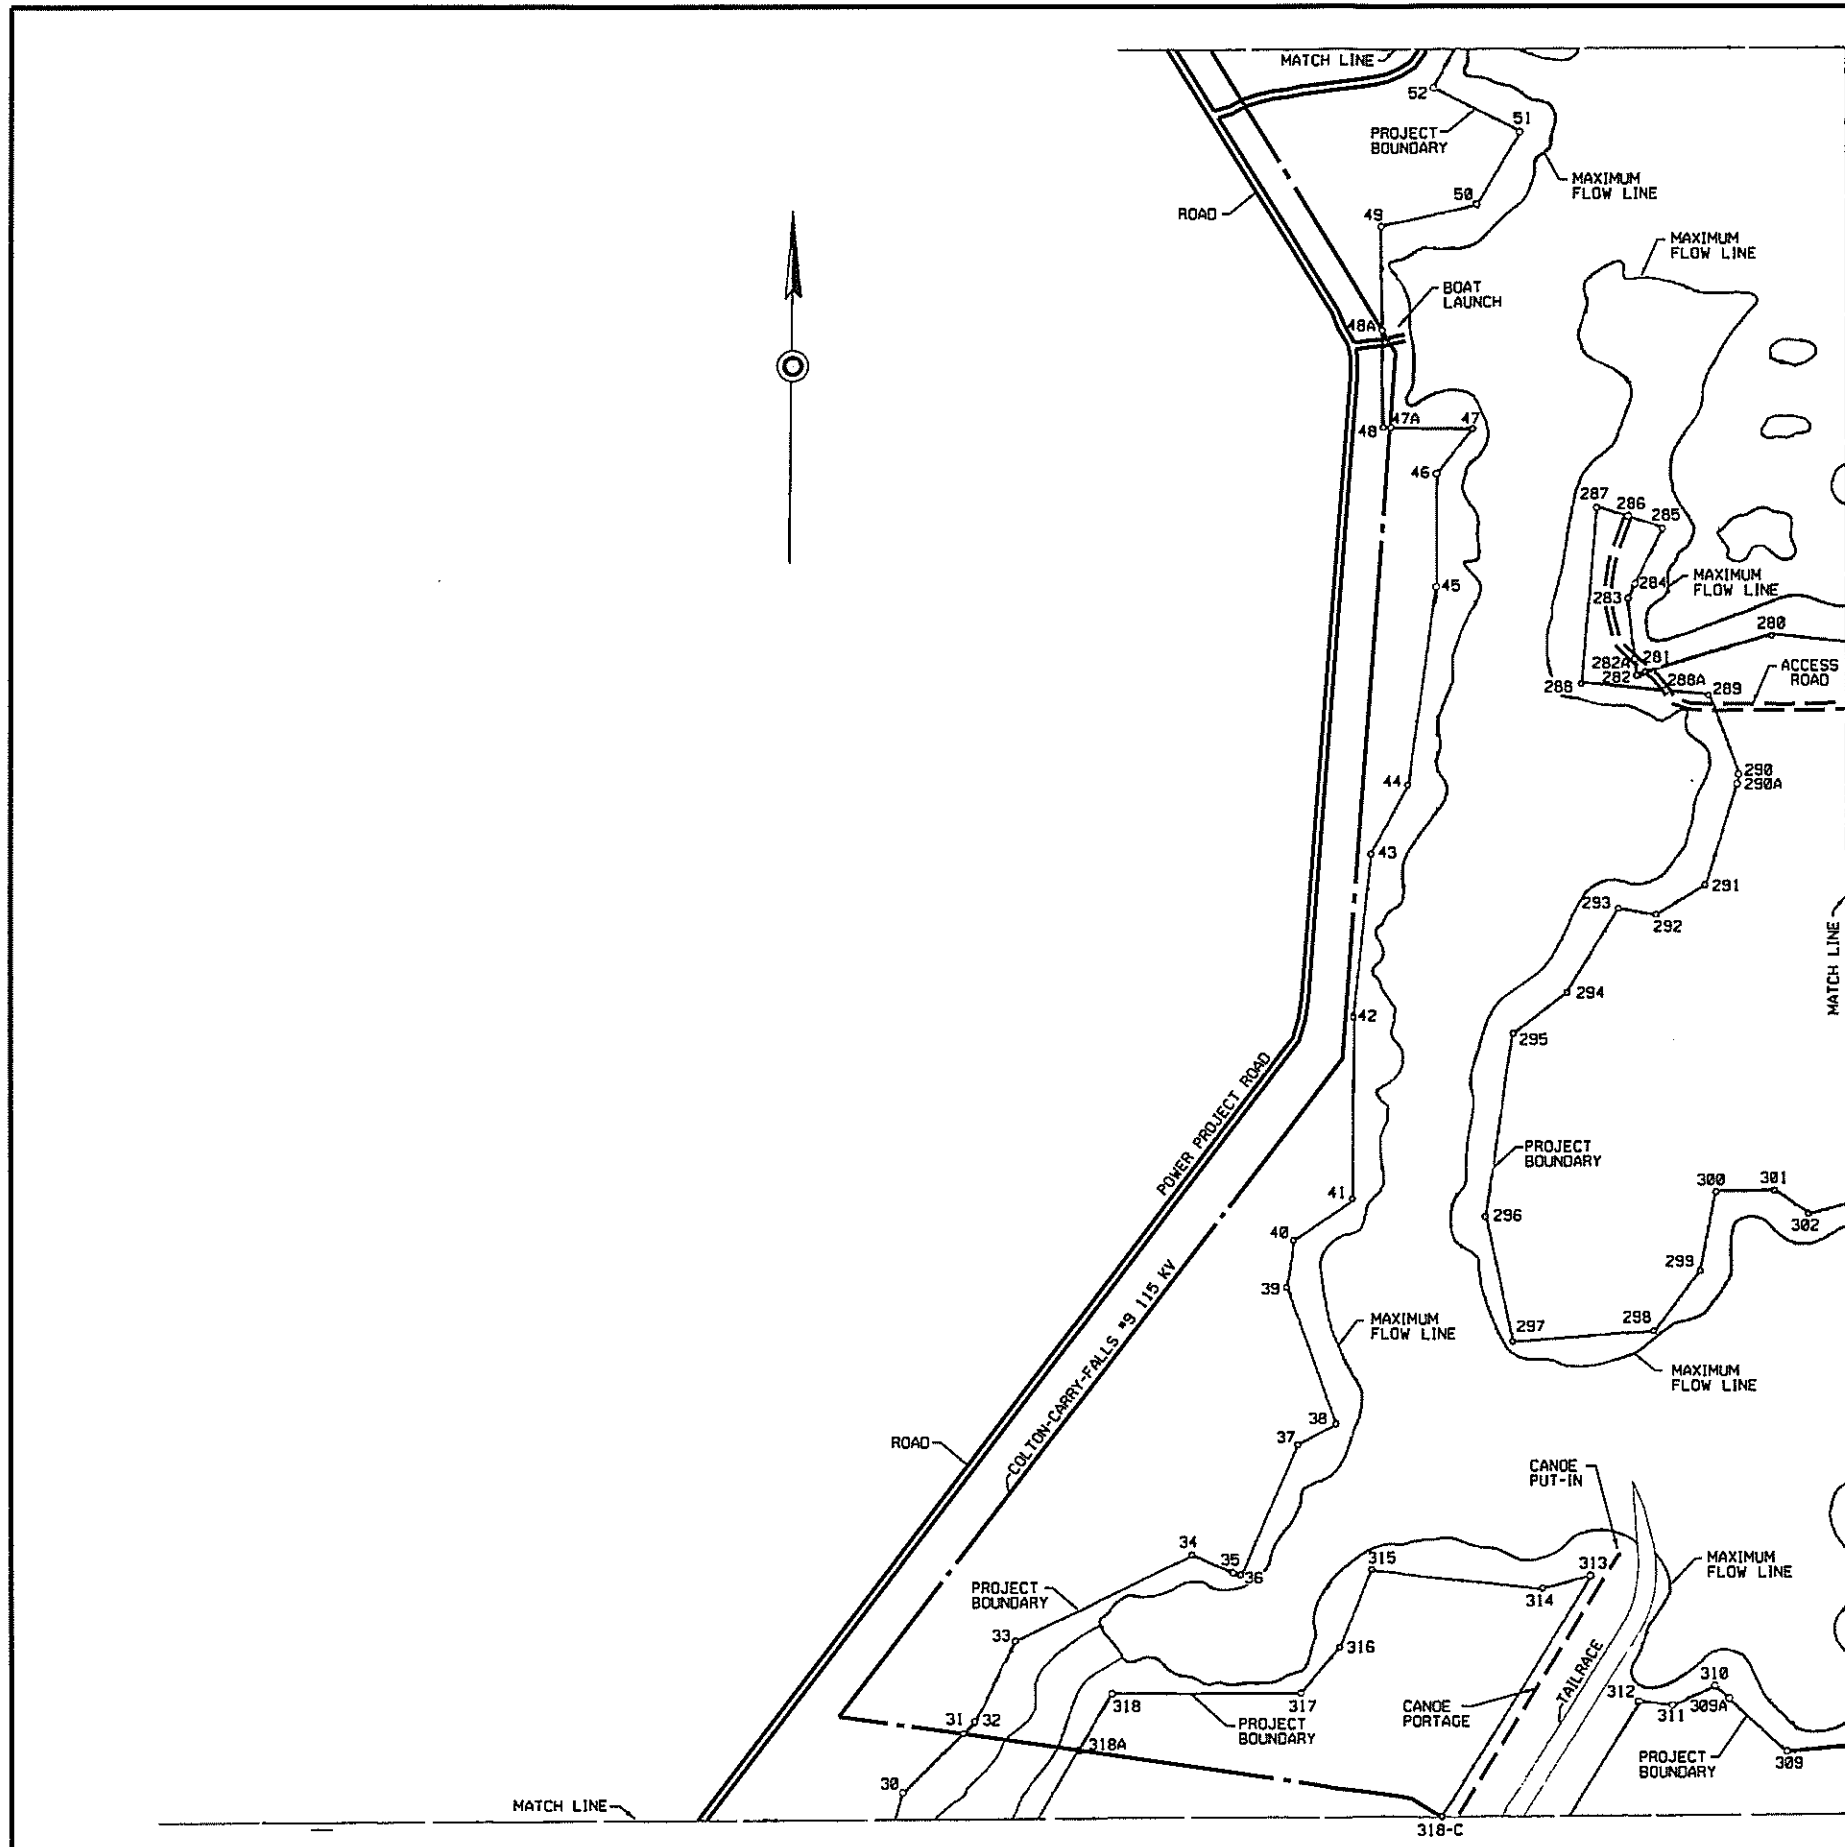 MATCH LINE
52
51
PROJECT
BOUNDARY
MAXIMUM
FLOW LINE
50
49
ROAD
MAXIMUM
FLOW LINE
BOAT
LAUNCH
48A
47A
47
48
46
287
286
285
45
284
MAXIMUM
FLOW LINE
283
280
282A
281
282
288
288A
289
ACCESS
ROAD
290
290A
44
43
291
293
292
MATCH LINE
294
42
295
POWER PROJECT ROAD
PROJECT
BOUNDARY
41
300
301
296
302
40
299
39
COLTON-CARRY-FALLS #9 115 KV
MAXIMUM
FLOW LINE
297
298
MAXIMUM
FLOW LINE
38
37
ROAD
CANOE
PUT-IN
34
35
36
315
313
MAXIMUM
FLOW LINE
PROJECT
BOUNDARY
314
33
316
TAILRACE
310
312
309A
311
318
317
CANOE
PORTAGE
31
32
PROJECT
BOUNDARY
318A
PROJECT
BOUNDARY
309
30
MATCH LINE
318-C